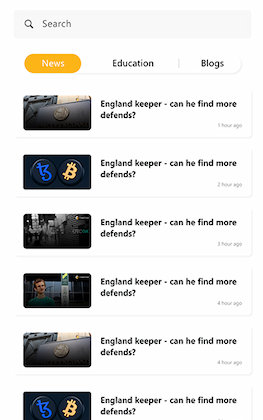 Search
News Education Blogs
England keeper - can he find more
defends?
1 hour ago
England keeper - can he find more
defends?
2 hour ago
England keeper - can he find more
defends?
3 hour ago
England keeper - can he find more
defends?
4 hour ago
England keeper - can he find more
defends?
4 hour ago
England keeper - can he find more
defends?